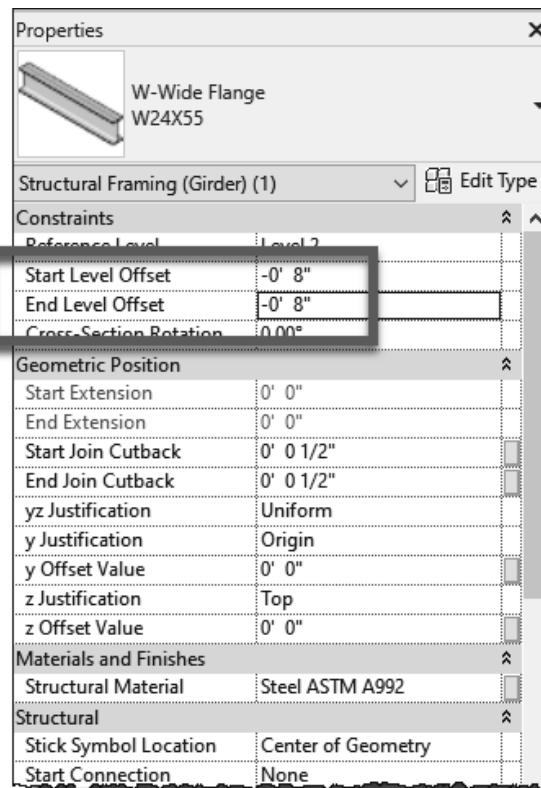 Properties
W-Wide Flange
W24X55
Structural Framing (Girder) (1) Edit Type
Constraints
Reference Level Level 2
Start Level Offset -0' 8"
End Level Offset -0' 8"
Cross-Section Rotation 0.00°
Geometric Position
Start Extension 0' 0"
End Extension 0' 0"
Start Join Cutback 0' 0 1/2"
End Join Cutback 0' 0 1/2"
yz Justification Uniform
y Justification Origin
y Offset Value 0' 0"
z Justification Top
z Offset Value 0' 0"
Materials and Finishes
Structural Material Steel ASTM A992
Structural
Stick Symbol Location Center of Geometry
Start Connection None